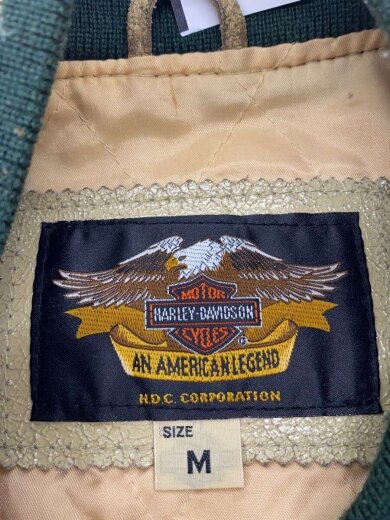 MOTOR
HARLEY-DAVIDSON
CYCLES
®
AN AMERICAN LEGEND
H.D.C. CORPORATION
SIZE
M